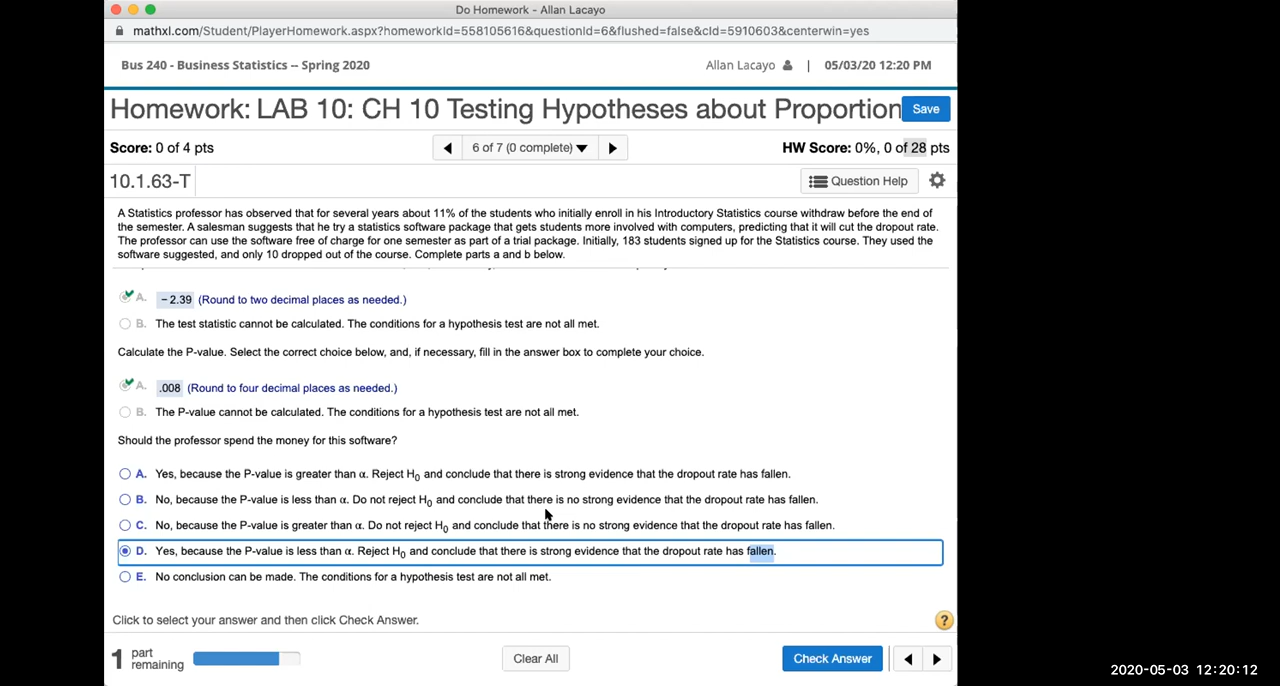 Do Homework - Allan Lacayo
mathxl.com/Student/PlayerHomework.aspx?homeworkId=558105616&questionId=6&flushed=false&cId=5910603&centerwin=yes
Bus 240 - Business Statistics -- Spring 2020
Allan Lacayo | 05/03/20 12:20 PM
Homework: LAB 10: CH 10 Testing Hypotheses about Proportion
Save
Score: 0 of 4 pts
6 of 7 (0 complete)
HW Score: 0%, 0 of 28 pts
10.1.63-T
Question Help
A Statistics professor has observed that for several years about 11% of the students who initially enroll in his Introductory Statistics course withdraw before the end of
the semester. A salesman suggests that he try a statistics software package that gets students more involved with computers, predicting that it will cut the dropout rate.
The professor can use the software free of charge for one semester as part of a trial package. Initially, 183 students signed up for the Statistics course. They used the
software suggested, and only 10 dropped out of the course. Complete parts a and b below.
A. −2.39 (Round to two decimal places as needed.)
B. The test statistic cannot be calculated. The conditions for a hypothesis test are not all met.
Calculate the P-value. Select the correct choice below, and, if necessary, fill in the answer box to complete your choice.
A. .008 (Round to four decimal places as needed.)
B. The P-value cannot be calculated. The conditions for a hypothesis test are not all met.
Should the professor spend the money for this software?
A. Yes, because the P-value is greater than α. Reject H0 and conclude that there is strong evidence that the dropout rate has fallen.
B. No, because the P-value is less than α. Do not reject H0 and conclude that there is no strong evidence that the dropout rate has fallen.
C. No, because the P-value is greater than α. Do not reject H0 and conclude that there is no strong evidence that the dropout rate has fallen.
D. Yes, because the P-value is less than α. Reject H0 and conclude that there is strong evidence that the dropout rate has fallen.
E. No conclusion can be made. The conditions for a hypothesis test are not all met.
Click to select your answer and then click Check Answer.
?
1 part
remaining
Clear All
Check Answer
2020-05-03 12:20:12